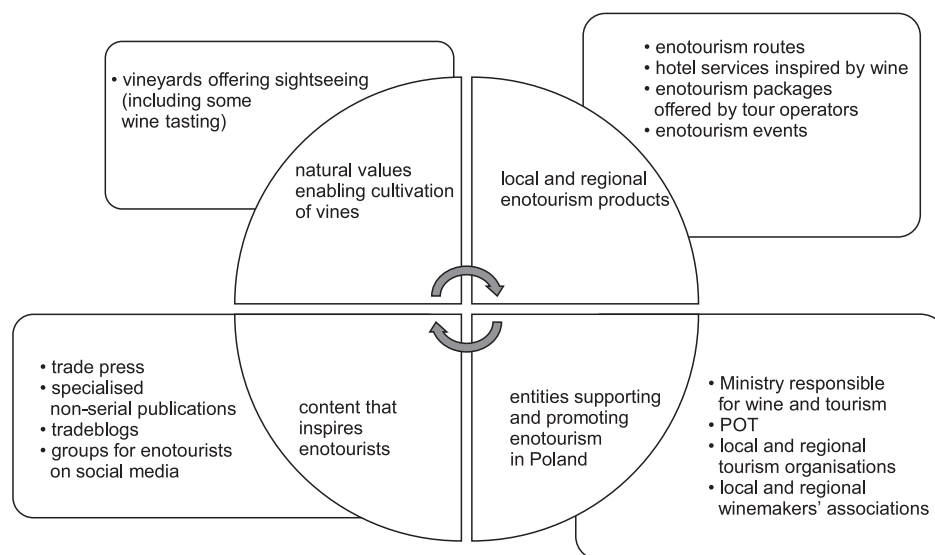 • vineyards offering sightseeing
(including some
wine tasting)
natural values
enabling cultivation
of vines
• enotourism routes
• hotel services inspired by wine
• enotourism packages
offered by tour operators
• enotourism events
local and regional
enotourism products
• trade press
• specialised
non-serial publications
• tradeblogs
• groups for enotourists
on social media
content that
inspires
enotourists
entities supporting
and promoting
enotourism
in Poland
• Ministry responsible
for wine and tourism
• POT
• local and regional
tourism organisations
• local and regional
winemakers’ associations